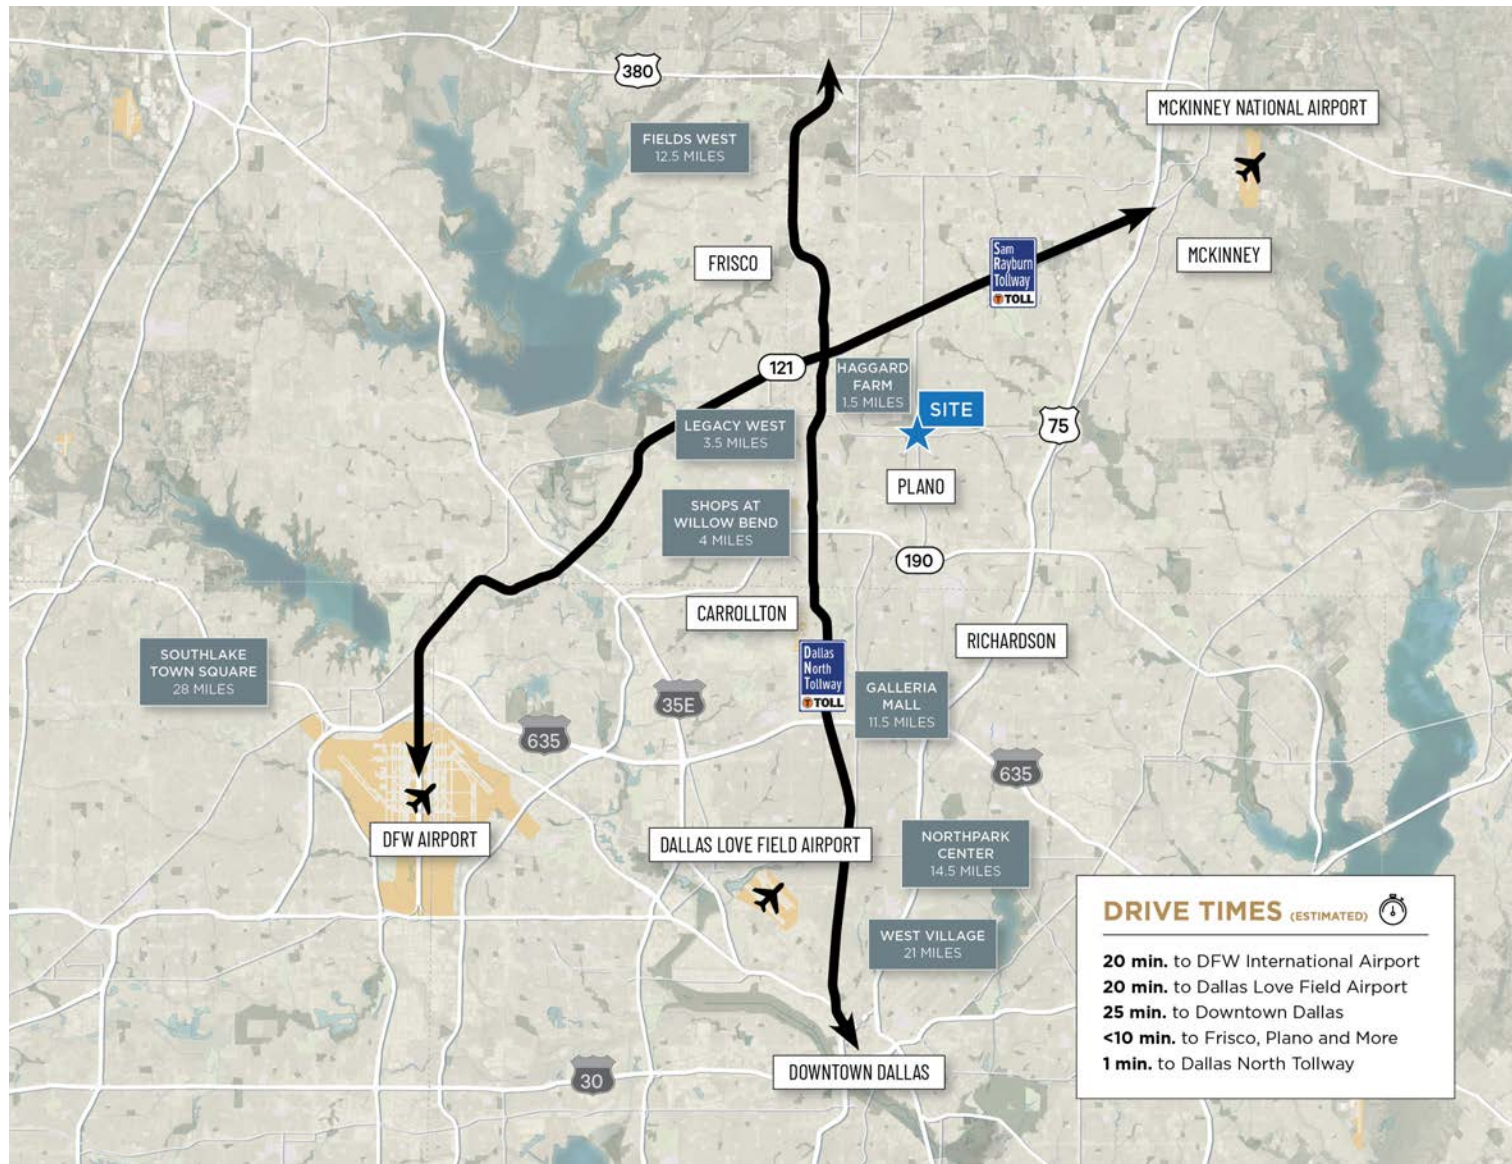 380
MCKINNEY NATIONAL AIRPORT
FIELDS WEST
12.5 MILES
FRISCO
Sam
Rayburn
Tollway
T TOLL
MCKINNEY
121
HAGGARD
FARM
1.5 MILES
SITE
LEGACY WEST
3.5 MILES
75
PLANO
SHOPS AT
WILLOW BEND
4 MILES
190
CARROLLTON
RICHARDSON
SOUTHLAKE
TOWN SQUARE
28 MILES
Dallas
North
Tollway
T TOLL
35E
GALLERIA
MALL
11.5 MILES
635
635
DFW AIRPORT
DALLAS LOVE FIELD AIRPORT
NORTHPARK
CENTER
14.5 MILES
WEST VILLAGE
21 MILES
DOWNTOWN DALLAS
30
DRIVE TIMES (ESTIMATED)
20 min. to DFW International Airport
20 min. to Dallas Love Field Airport
25 min. to Downtown Dallas
<10 min. to Frisco, Plano and More
1 min. to Dallas North Tollway